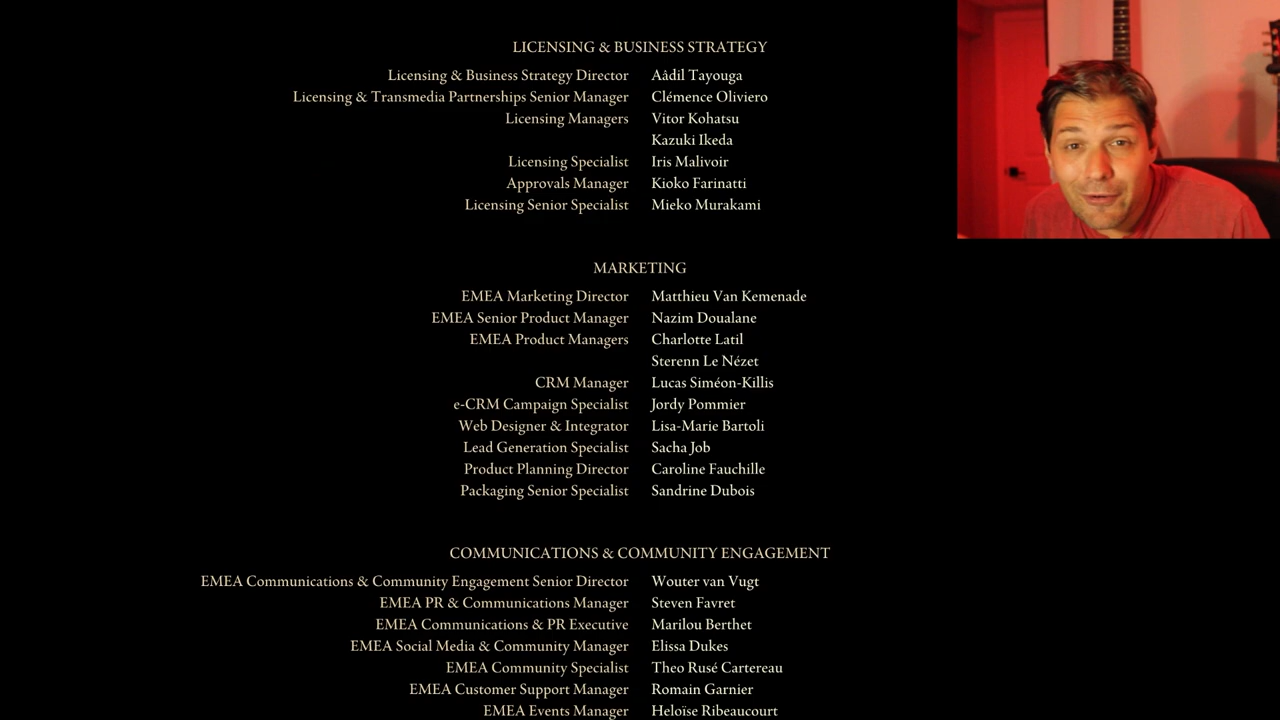 LICENSING & BUSINESS STRATEGY
Licensing & Business Strategy Director Aâdil Tayouga
Licensing & Transmedia Partnerships Senior Manager Clémence Oliviero
Licensing Managers Vitor Kohatsu
Kazuki Ikeda
Licensing Specialist Iris Malivoir
Approvals Manager Kioko Farinatti
Licensing Senior Specialist Mieko Murakami
MARKETING
EMEA Marketing Director Matthieu Van Kemenade
EMEA Senior Product Manager Nazim Doualane
EMEA Product Managers Charlotte Latil
Sterenn Le Nézet
CRM Manager Lucas Siméon-Killis
e-CRM Campaign Specialist Jordy Pommier
Web Designer & Integrator Lisa-Marie Bartoli
Lead Generation Specialist Sacha Job
Product Planning Director Caroline Fauchille
Packaging Senior Specialist Sandrine Dubois
COMMUNICATIONS & COMMUNITY ENGAGEMENT
EMEA Communications & Community Engagement Senior Director Wouter van Vugt
EMEA PR & Communications Manager Steven Favret
EMEA Communications & PR Executive Marilou Berthet
EMEA Social Media & Community Manager Elissa Dukes
EMEA Community Specialist Theo Rusé Cartereau
EMEA Customer Support Manager Romain Garnier
EMEA Events Manager Heloïse Ribeaucourt